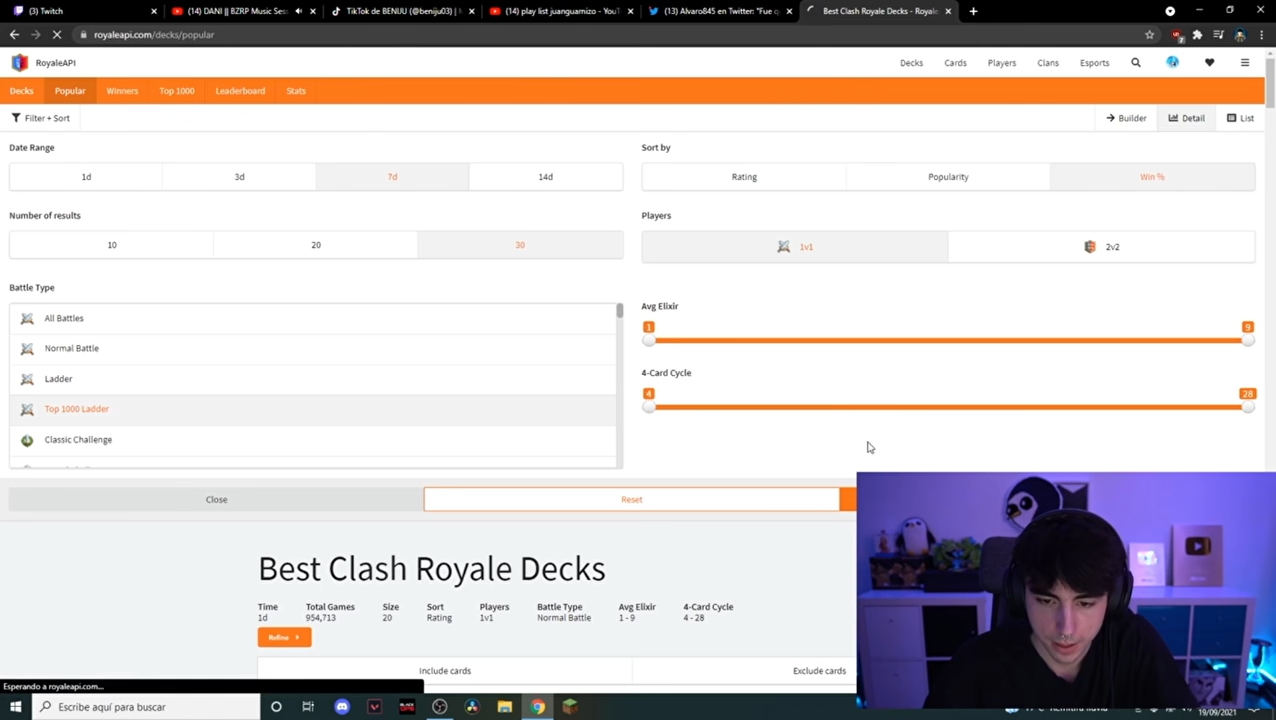 (3) Twitch
(14) DANI || BZRP Music Sess
TikTok de BENIJU (@beniju03) |
(14) play list juanguamizo - YouT
(13) Alvaro845 en Twitter: "Fue q
Best Clash Royale Decks - Royale
royaleapi.com/decks/popular
RoyaleAPI
Decks
Cards
Players
Clans
Esports
Decks
Popular
Winners
Top 1000
Leaderboard
Stats
Filter + Sort
Builder
Detail
List
Date Range
1d
3d
7d
14d
Sort by
Rating
Popularity
Win %
Number of results
10
20
30
Players
1v1
2v2
Battle Type
All Battles
Normal Battle
Ladder
Top 1000 Ladder
Classic Challenge
Avg Elixir
1
9
4-Card Cycle
4
28
Close
Reset
Best Clash Royale Decks
Time
Total Games
Size
Sort
Players
Battle Type
Avg Elixir
4-Card Cycle
1d
954,713
20
Rating
1v1
Normal Battle
1 - 9
4 - 28
Refine
Include cards
Exclude cards
Esperando a royaleapi.com...
Escribe aquí para buscar
19/09/2021